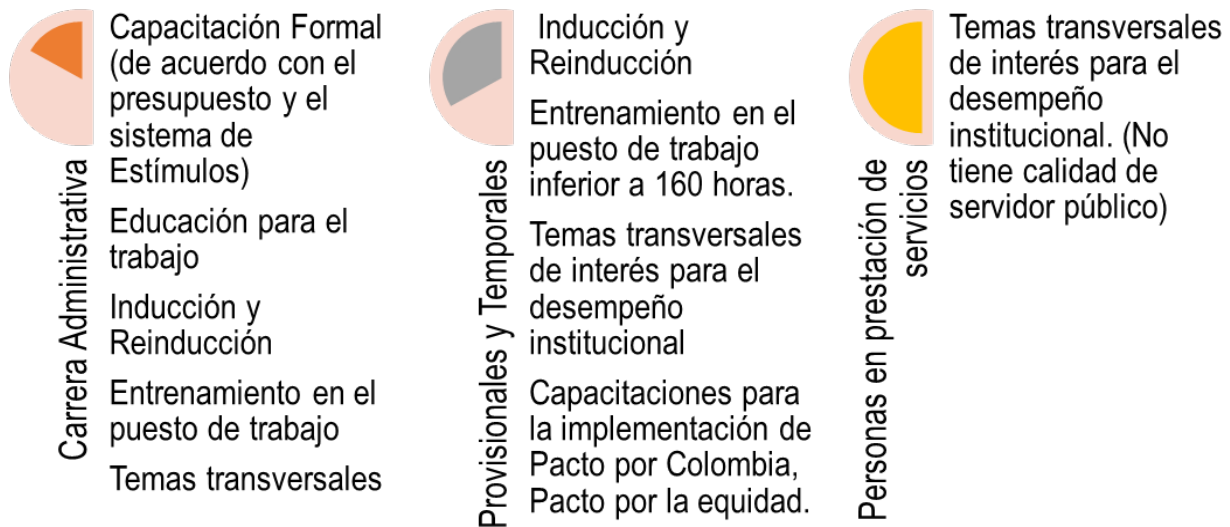 Carrera Administrativa
Capacitación Formal
(de acuerdo con el
presupuesto y el
sistema de
Estímulos)
Educación para el
trabajo
Inducción y
Reinducción
Entrenamiento en el
puesto de trabajo
Temas transversales
Provisionales y Temporales
Inducción y
Reinducción
Entrenamiento en el
puesto de trabajo
inferior a 160 horas.
Temas transversales
de interés para el
desempeño
institucional
Capacitaciones para
la implementación de
Pacto por Colombia,
Pacto por la equidad.
Personas en prestación de
servicios
Temas transversales
de interés para el
desempeño
institucional. (No
tiene calidad de
servidor público)